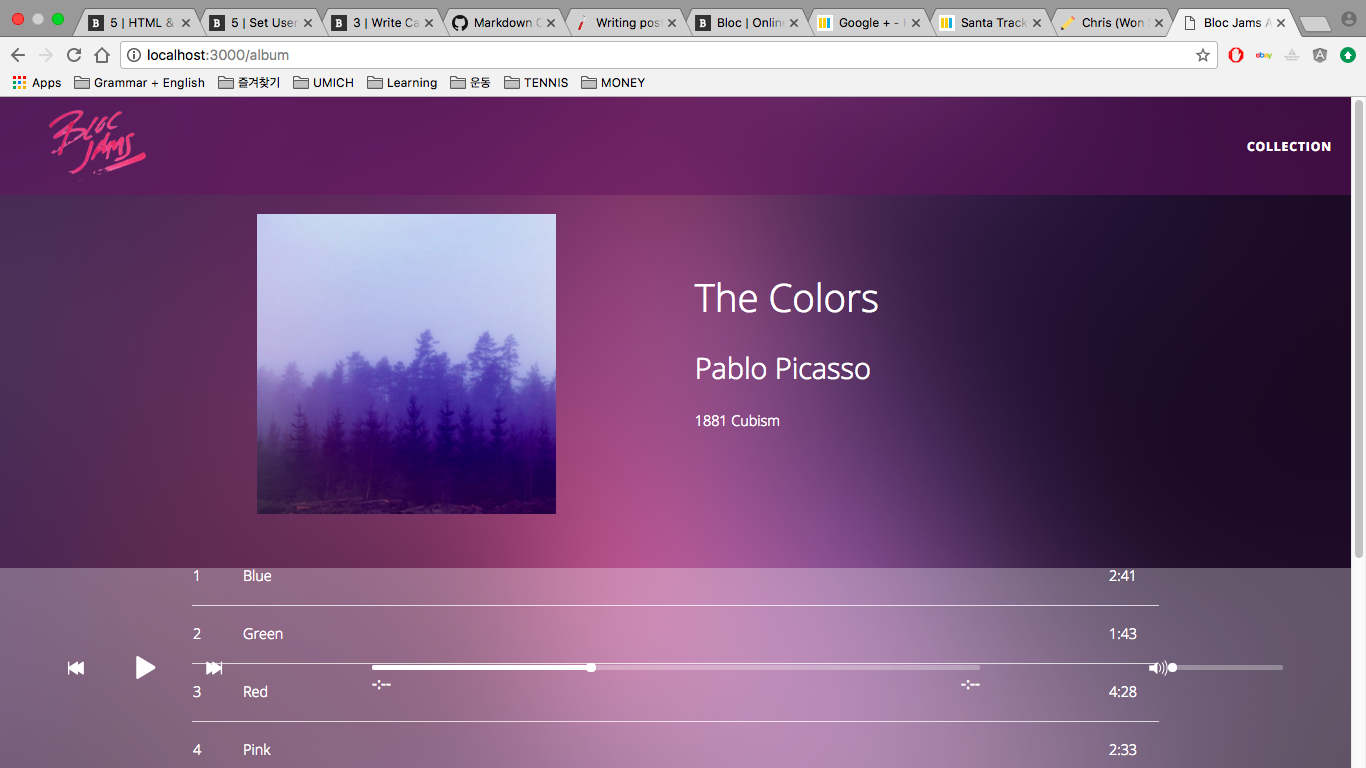 5 | HTML &
5 | Set User
3 | Write Ca
Markdown C
Writing post
Bloc | Online
Google + - H
Santa Track
Chris (Won
Bloc Jams A
localhost:3000/album
Apps
Grammar + English
즐겨찾기
UMICH
Learning
운동
TENNIS
MONEY
BLOC
JAMS
COLLECTION
The Colors
Pablo Picasso
1881 Cubism
1 Blue 2:41
2 Green 1:43
-:-- -:--
3 Red 4:28
4 Pink 2:33